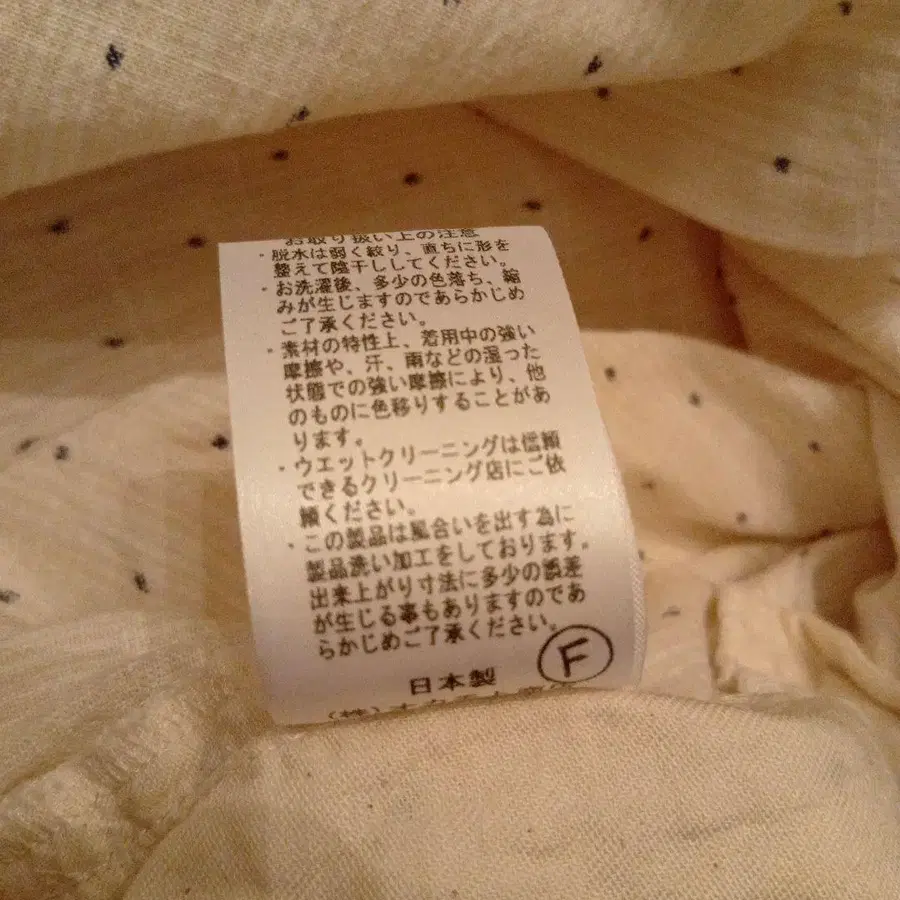 お取り扱い上の注意
・脱水は弱く絞り、直ちに形を
整えて陰干ししてください。
・お洗濯後、多少の色落ち、縮
みが生じますのであらかじめ
ご了承ください。
・素材の特性上、着用中の強い
摩擦や、汗、雨などの湿った
状態での強い摩擦により、他
のものに色移りすることがあ
ります。
・ウエットクリーニングは信頼
できるクリーニング店にご依
頼ください。
・この製品は風合いを出す為に
製品洗い加工をしております。
出来上がり寸法に多少の誤差
が生じる事もありますのであ
らかじめご了承ください。
F
日本製
(株)